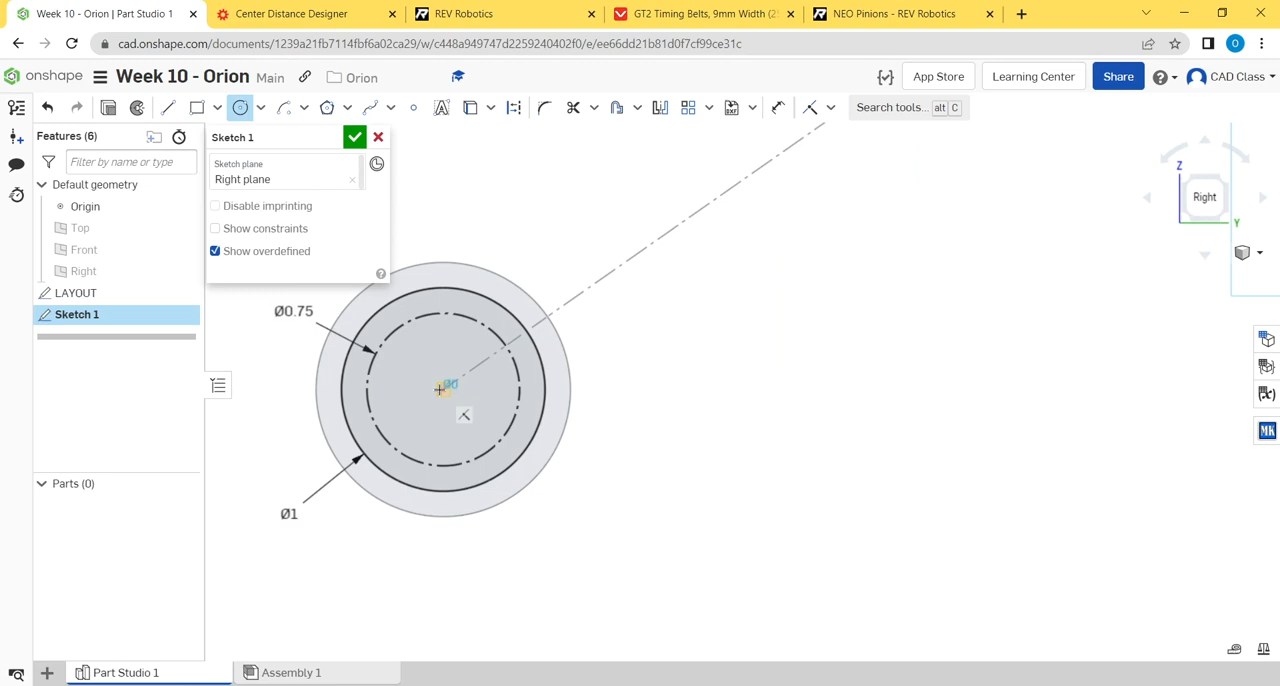 Week 10 - Orion | Part Studio 1
Center Distance Designer
REV Robotics
GT2 Timing Belts, 9mm Width (2
NEO Pinions - REV Robotics
cad.onshape.com/documents/1239a21fb7114fbf6a02ca29/w/c448a949747d2259240402f0/e/ee66dd21b81d0f7cf99ce31c
O
onshape
Week 10 - Orion
Main
Orion
App Store
Learning Center
Share
CAD Class
Search tools... alt C
Features (6)
Filter by name or type
Default geometry
Origin
Top
Front
Right
LAYOUT
Sketch 1
Sketch 1
Sketch plane
Right plane
Disable imprinting
Show constraints
Show overdefined
Ø0.75
Ø1
Z
Right
Y
MK
Parts (0)
Part Studio 1
Assembly 1